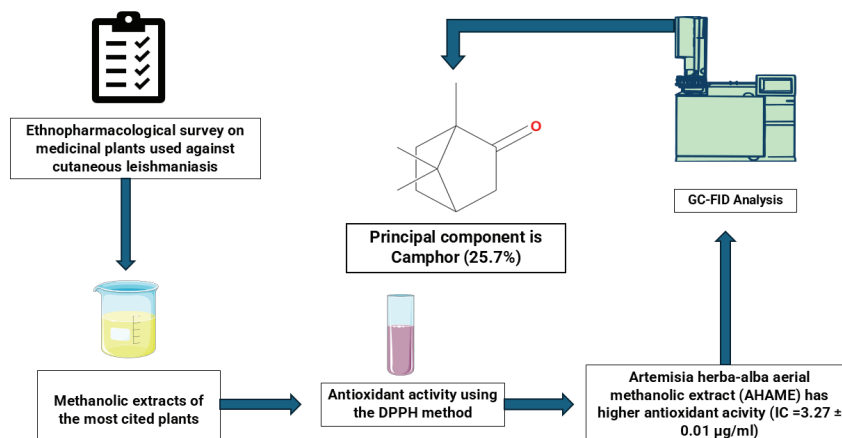 Ethnopharmacological survey on
medicinal plants used against
cutaneous leishmaniasis
O
Principal component is
Camphor (25.7%)
GC-FID Analysis
Methanolic extracts of
the most cited plants
Antioxidant activity using
the DPPH method
Artemisia herba-alba aerial
methanolic extract (AHAME) has
higher antioxidant acivity (IC =3.27 ±
0.01 µg/ml)